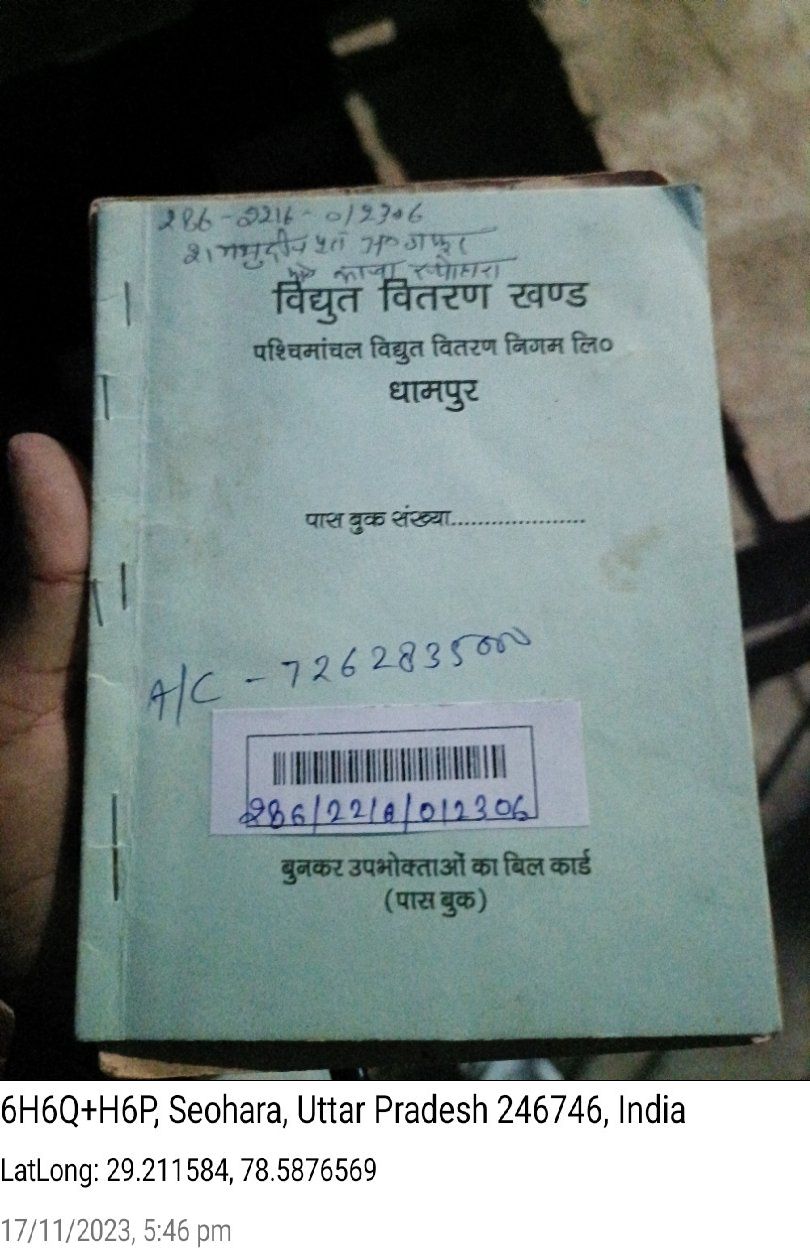 286-2216-012306
विद्युत वितरण खण्ड
पश्चिमांचल विद्युत वितरण निगम लि०
धामपुर
पास बुक संख्या....................
A/C - 7262835000
286/2216/012306
बुनकर उपभोक्ताओं का बिल कार्ड
(पास बुक)
6H6Q+H6P, Seohara, Uttar Pradesh 246746, India
LatLong: 29.211584, 78.5876569
17/11/2023, 5:46 pm